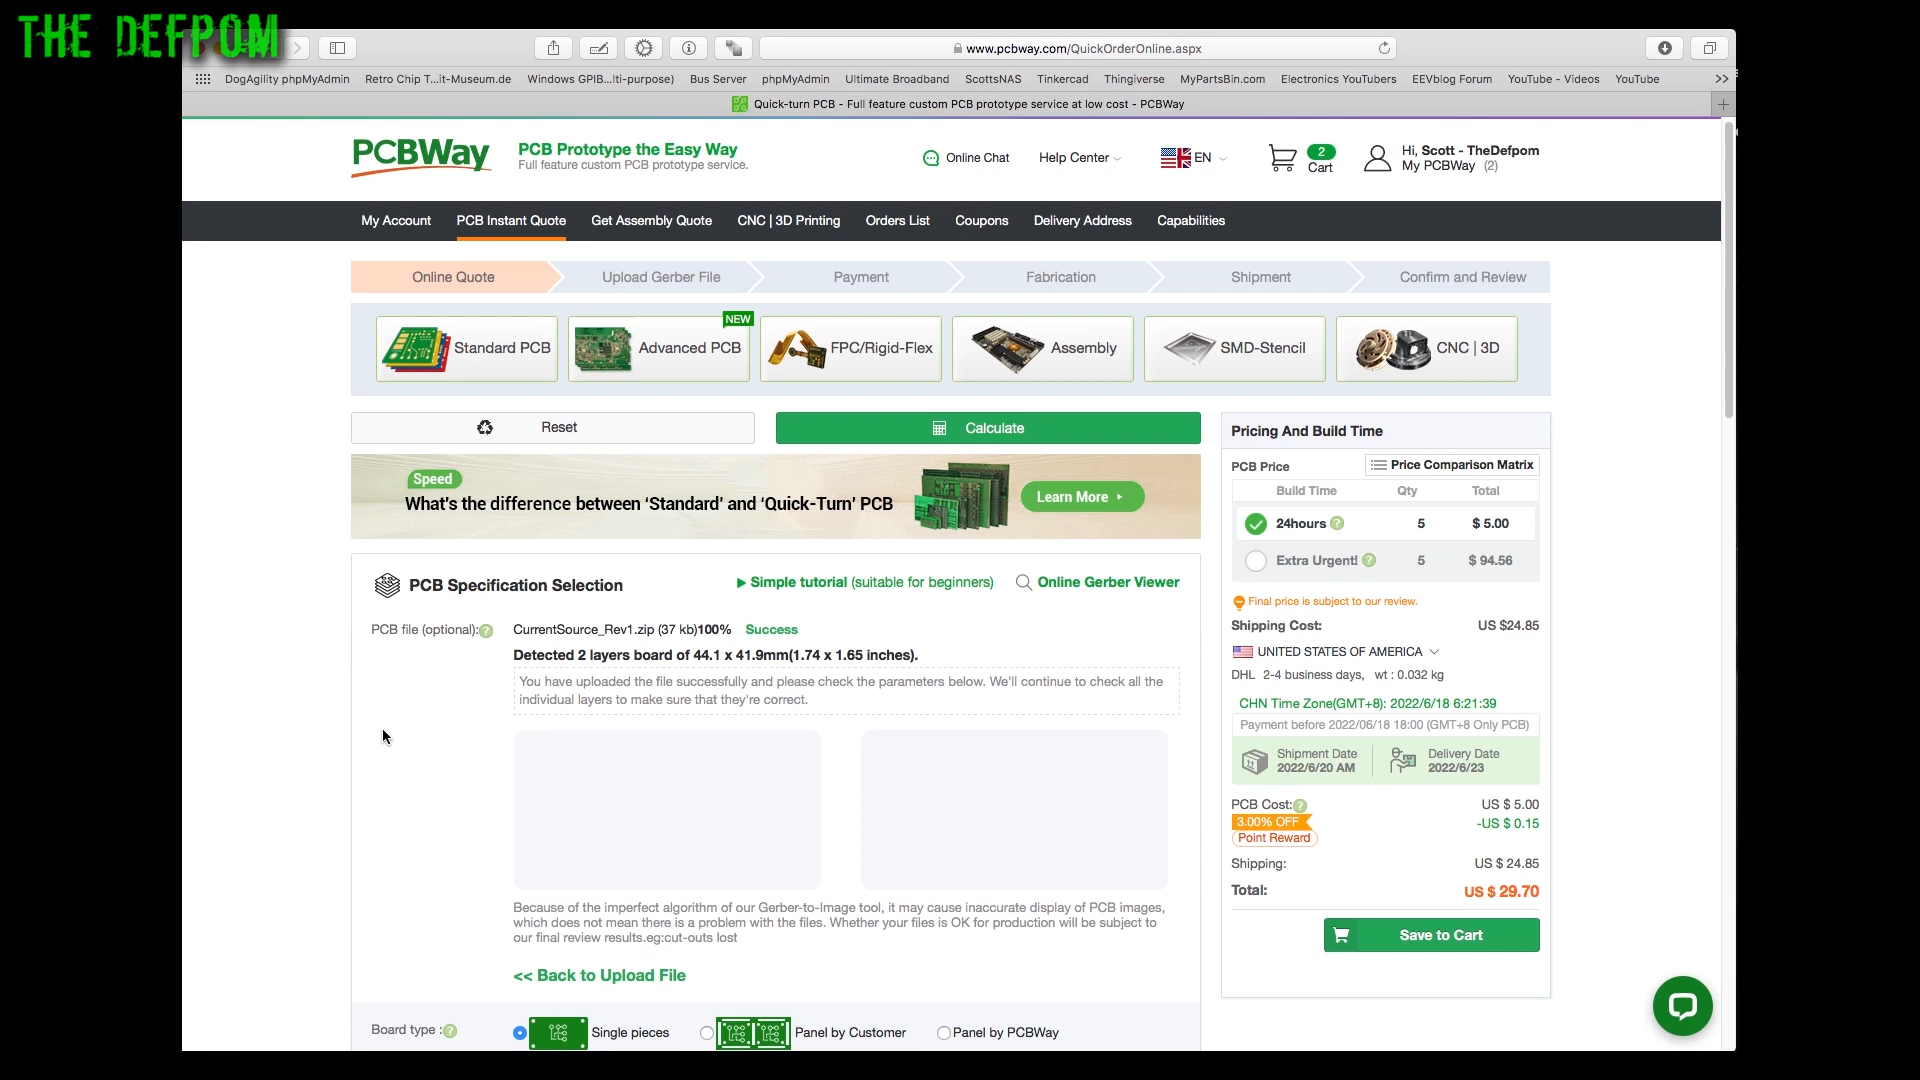 THE DEFPOM
www.pcbway.com/QuickOrderOnline.aspx
DogAgility phpMyAdmin Retro Chip T...it-Museum.de Windows GPIB...lti-purpose) Bus Server phpMyAdmin Ultimate Broadband ScottsNAS Tinkercad Thingiverse MyPartsBin.com Electronics YouTubers EEVblog Forum YouTube - Videos YouTube >>
Quick-turn PCB - Full feature custom PCB prototype service at low cost - PCBWay
PCBWay
PCB Prototype the Easy Way
Full feature custom PCB prototype service.
Online Chat
Help Center
EN
2
Cart
Hi, Scott - TheDefpom
My PCBWay (2)
My Account PCB Instant Quote Get Assembly Quote CNC | 3D Printing Orders List Coupons Delivery Address Capabilities
Online Quote Upload Gerber File Payment Fabrication Shipment Confirm and Review
NEW
Standard PCB Advanced PCB FPC/Rigid-Flex Assembly SMD-Stencil CNC | 3D
Reset
Calculate
Speed
What's the difference between ‘Standard’ and ‘Quick-Turn’ PCB
Learn More
PCB Specification Selection
Simple tutorial (suitable for beginners)
Online Gerber Viewer
PCB file (optional):?
CurrentSource_Rev1.zip (37 kb)100% Success
Detected 2 layers board of 44.1 x 41.9mm(1.74 x 1.65 inches).
You have uploaded the file successfully and please check the parameters below. We'll continue to check all the
individual layers to make sure that they're correct.
Because of the imperfect algorithm of our Gerber-to-Image tool, it may cause inaccurate display of PCB images,
which does not mean there is a problem with the files. Whether your files is OK for production will be subject to
our final review results.eg:cut-outs lost
<< Back to Upload File
Board type :?
Single pieces
Panel by Customer
Panel by PCBWay
Pricing And Build Time
PCB Price
Price Comparison Matrix
Build Time Qty Total
24hours ? 5 $ 5.00
Extra Urgent! ? 5 $ 94.56
Final price is subject to our review.
Shipping Cost: US $24.85
UNITED STATES OF AMERICA
DHL 2-4 business days, wt : 0.032 kg
CHN Time Zone(GMT+8): 2022/6/18 6:21:39
Payment before 2022/06/18 18:00 (GMT+8 Only PCB)
Shipment Date
2022/6/20 AM
Delivery Date
2022/6/23
PCB Cost:? US $ 5.00
3.00% OFF -US $ 0.15
Point Reward
Shipping: US $ 24.85
Total: US $ 29.70
Save to Cart